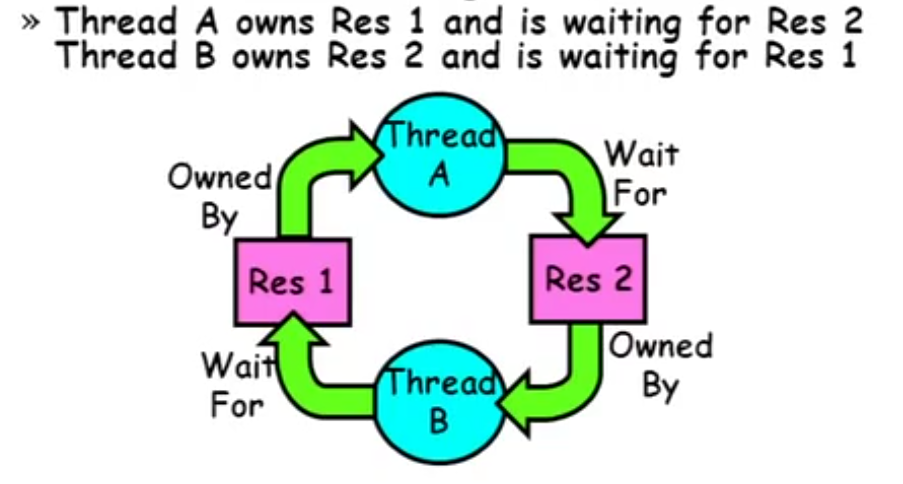 » Thread A owns Res 1 and is waiting for Res 2
Thread B owns Res 2 and is waiting for Res 1
Thread
A
Wait
For
Owned
By
Res 1
Res 2
Owned
By
Wait
For
Thread
B